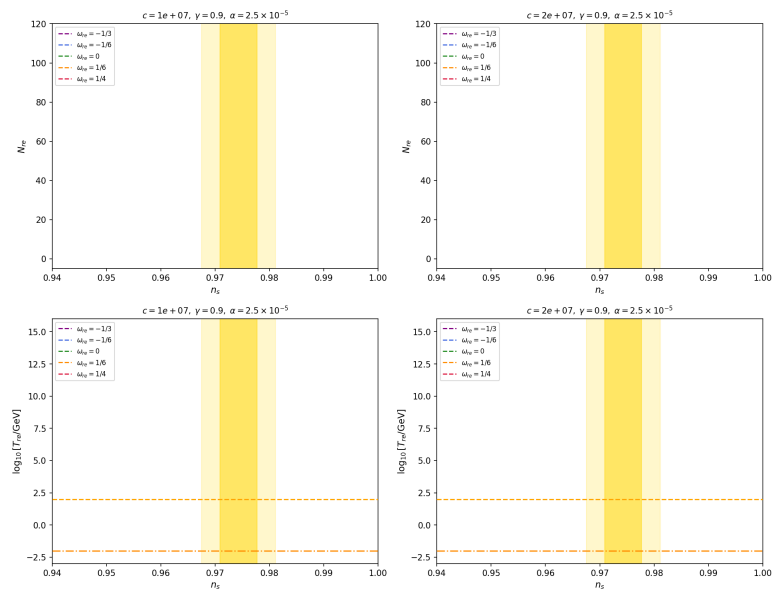 c = 1e + 07, γ = 0.9, α = 2.5 × 10⁻⁵
120
100
80
60
40
20
0
N_re
ω_re = −1/3
ω_re = −1/6
ω_re = 0
ω_re = 1/6
ω_re = 1/4
0.94 0.95 0.96 0.97 0.98 0.99 1.00
n_s
c = 2e + 07, γ = 0.9, α = 2.5 × 10⁻⁵
120
100
80
60
40
20
0
N_re
ω_re = −1/3
ω_re = −1/6
ω_re = 0
ω_re = 1/6
ω_re = 1/4
0.94 0.95 0.96 0.97 0.98 0.99 1.00
n_s
c = 1e + 07, γ = 0.9, α = 2.5 × 10⁻⁵
15.0
12.5
10.0
7.5
5.0
2.5
0.0
−2.5
log₁₀ [T_re/GeV]
ω_re = −1/3
ω_re = −1/6
ω_re = 0
ω_re = 1/6
ω_re = 1/4
0.94 0.95 0.96 0.97 0.98 0.99 1.00
n_s
c = 2e + 07, γ = 0.9, α = 2.5 × 10⁻⁵
15.0
12.5
10.0
7.5
5.0
2.5
0.0
−2.5
log₁₀ [T_re/GeV]
ω_re = −1/3
ω_re = −1/6
ω_re = 0
ω_re = 1/6
ω_re = 1/4
0.94 0.95 0.96 0.97 0.98 0.99 1.00
n_s